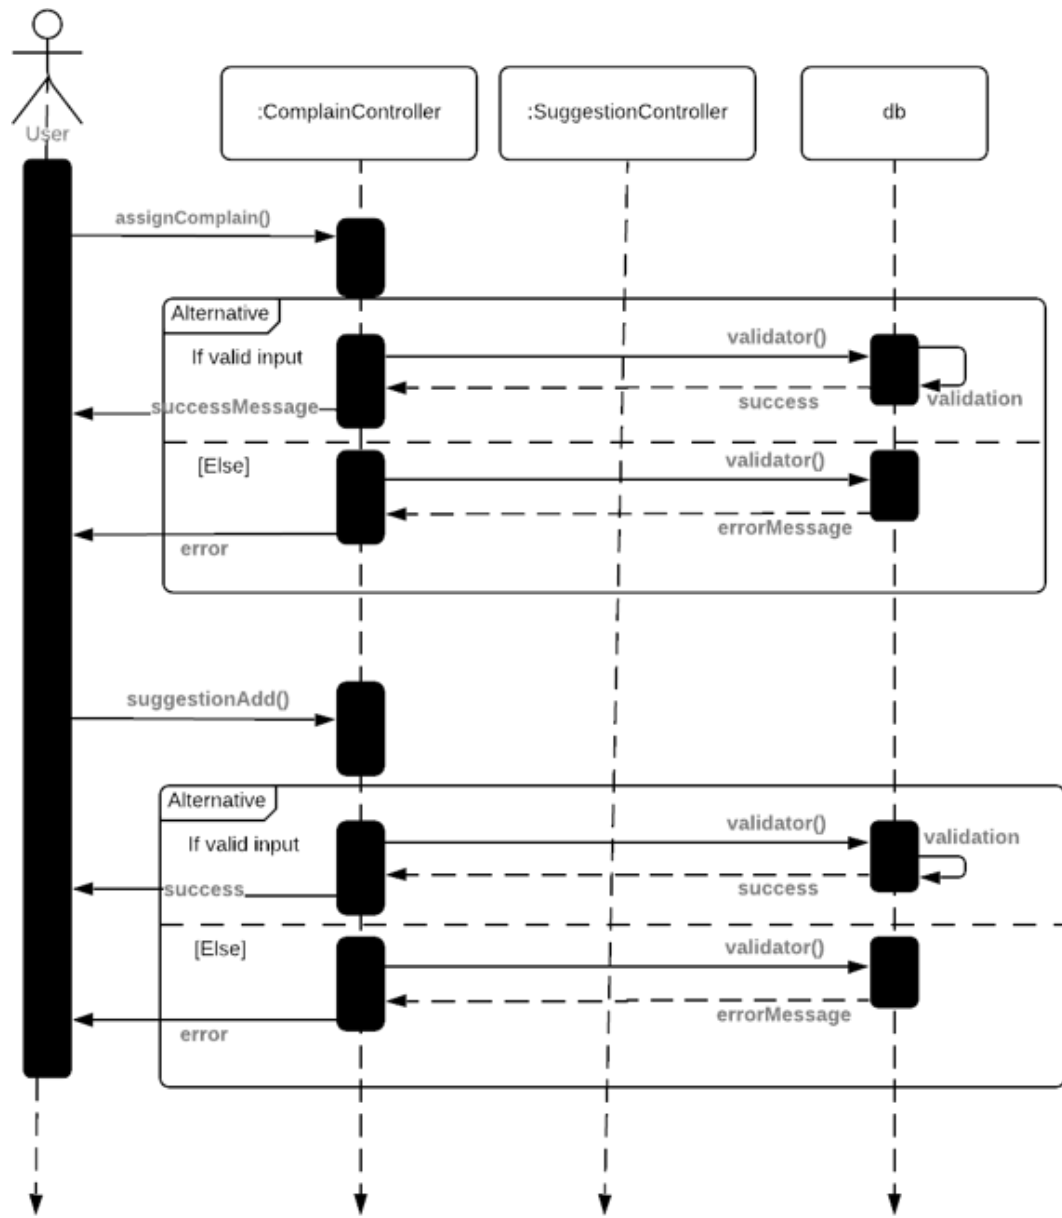 User
:ComplainController
:SuggestionController
db
assignComplain()
Alternative
If valid input
validator()
success
validation
successMessage
[Else]
validator()
errorMessage
error
suggestionAdd()
Alternative
If valid input
validator()
validation
success
success
[Else]
validator()
errorMessage
error